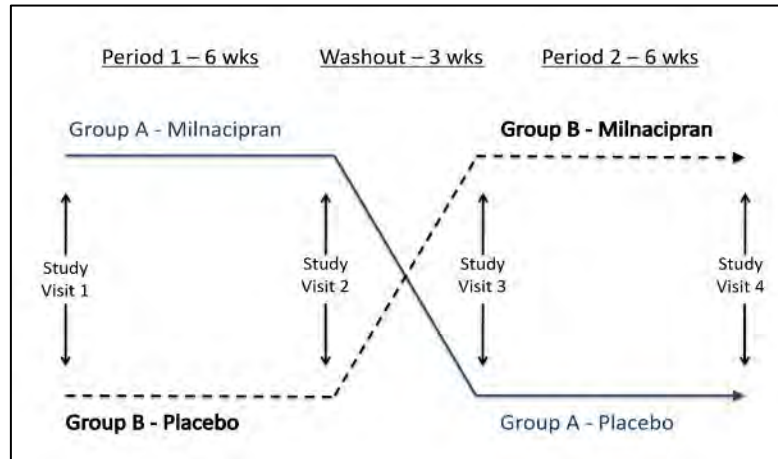 Period 1 – 6 wks
Washout – 3 wks
Period 2 – 6 wks
Group A - Milnacipran
Group B - Milnacipran
Study
Visit 1
Study
Visit 2
Study
Visit 3
Study
Visit 4
Group B - Placebo
Group A - Placebo